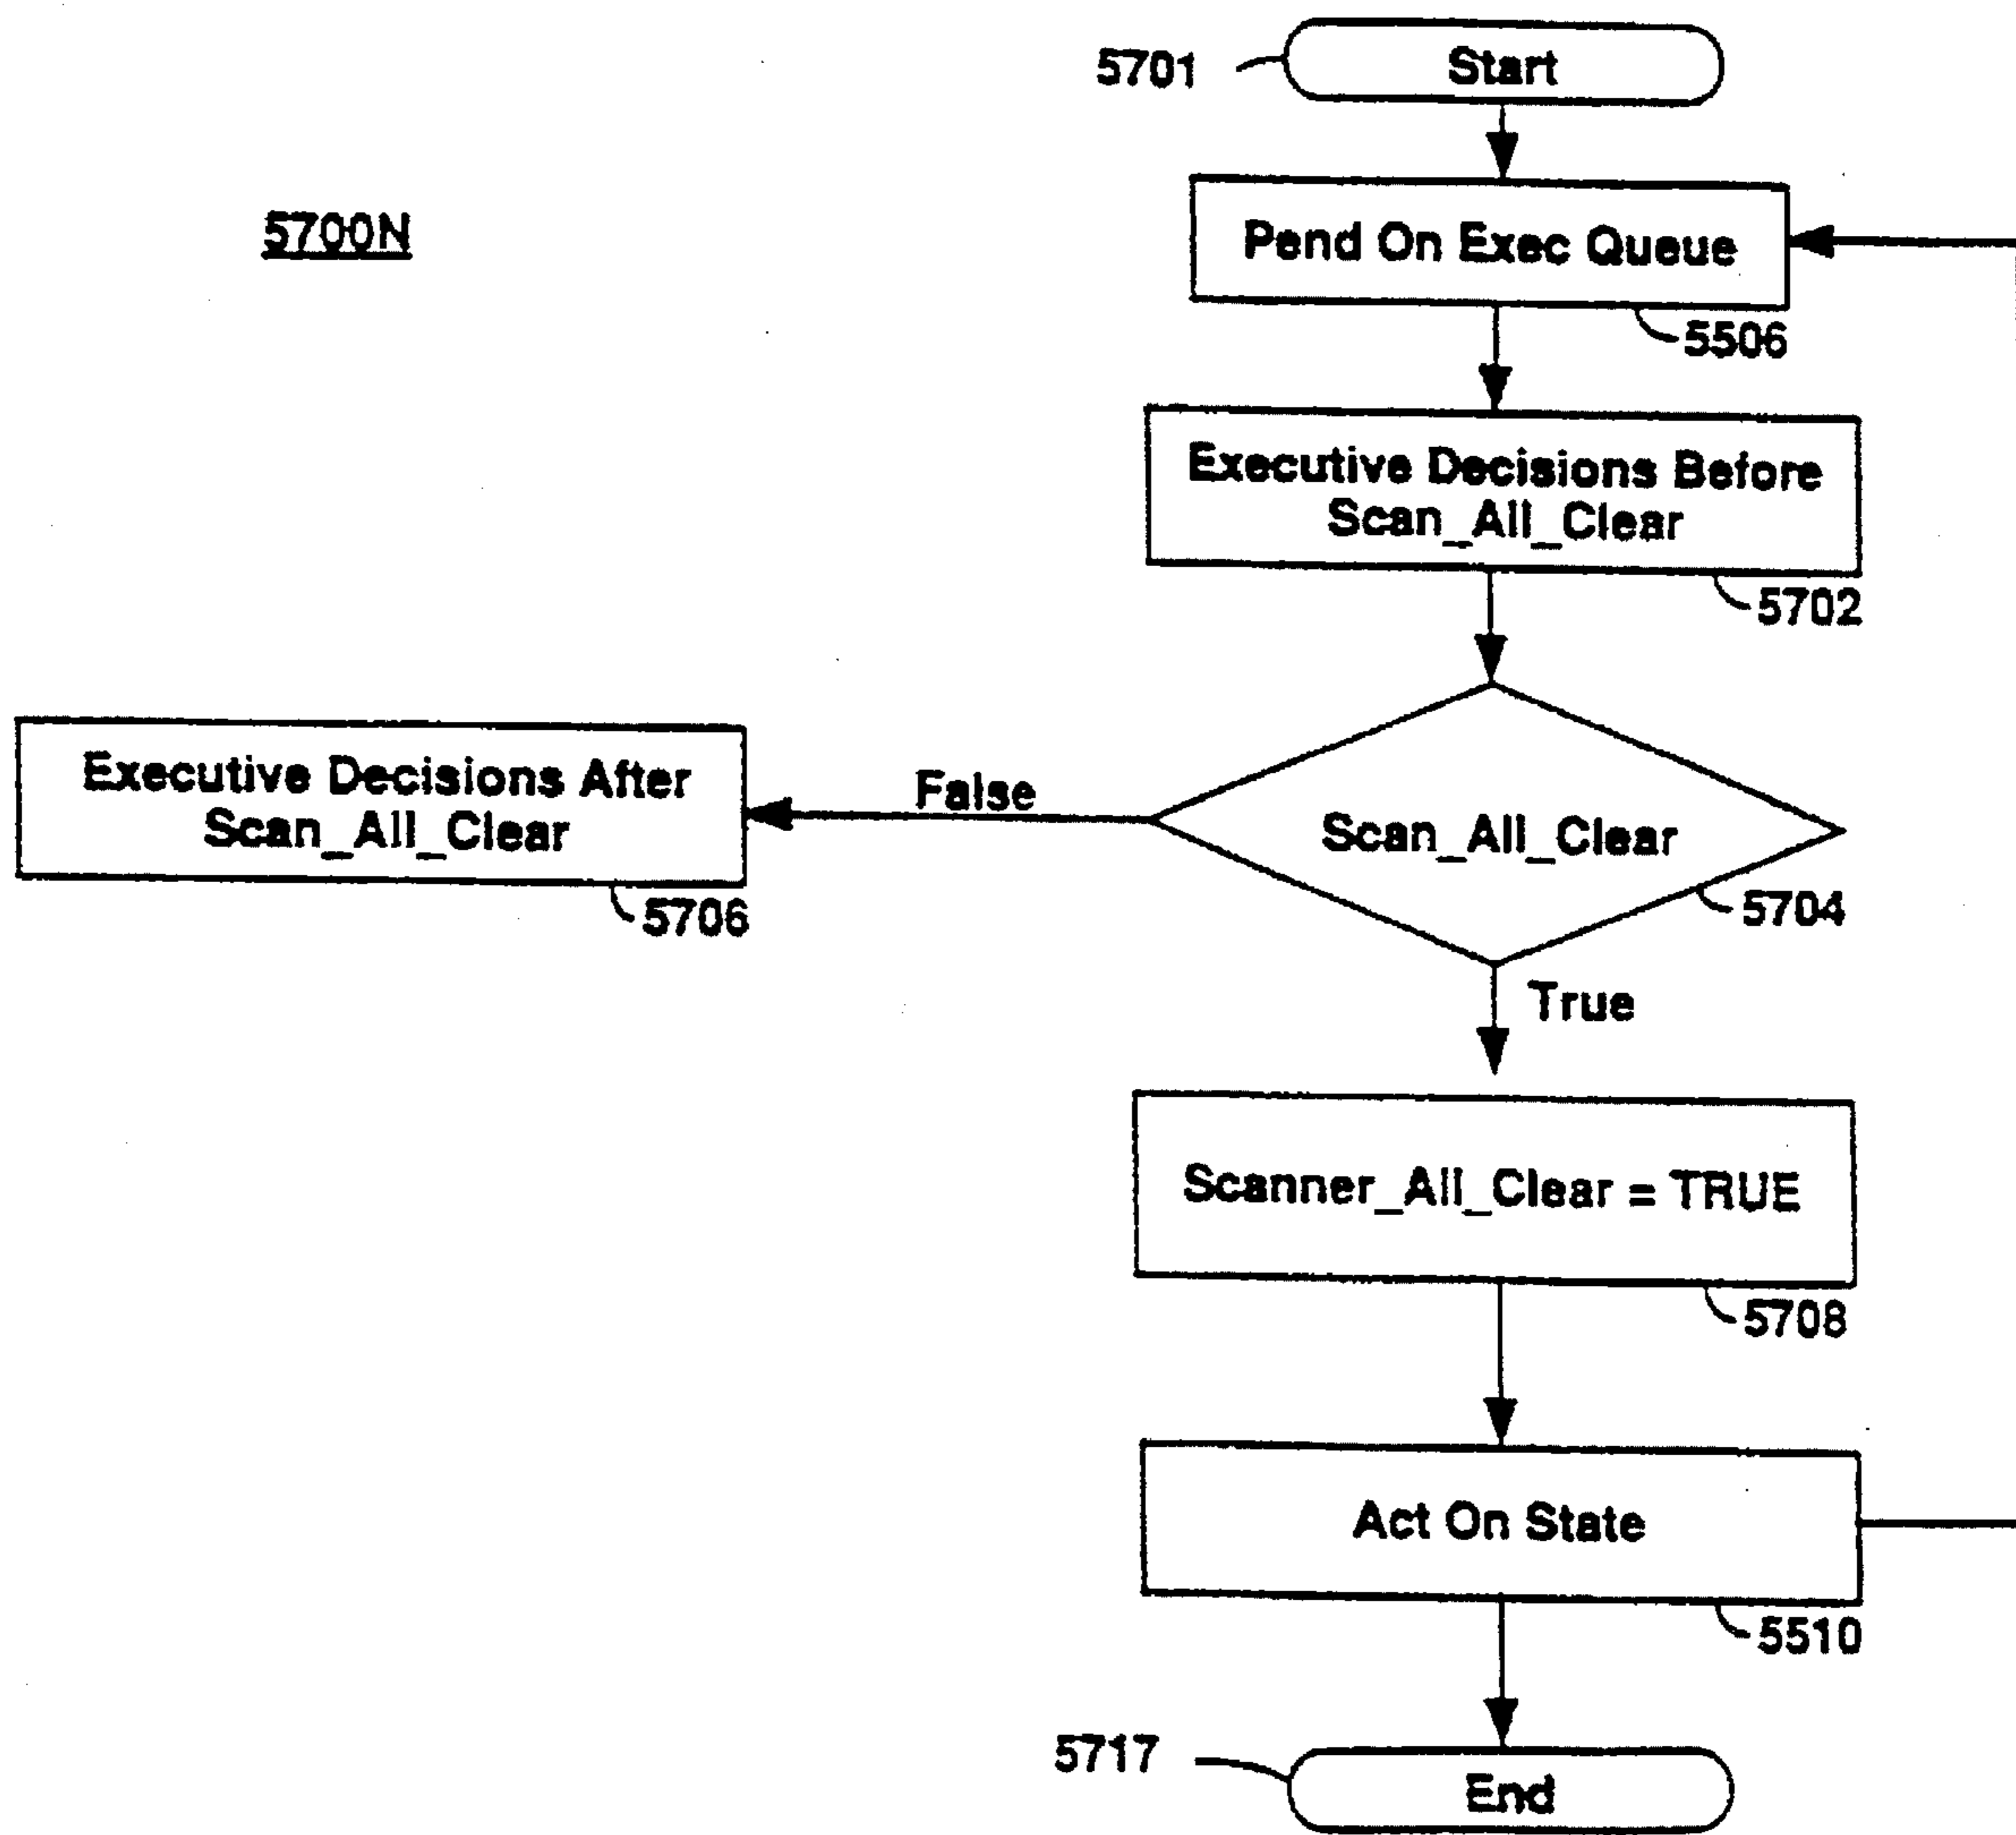 Start
5701
5700N
Pend On Exec Queue
5506
Executive Decisions Before
Scan_All_Clear
5702
Executive Decisions After
Scan_All_Clear
5706
False
Scan_All_Clear
5704
True
Scanner_All_Clear = TRUE
5708
Act On State
5510
5717
End